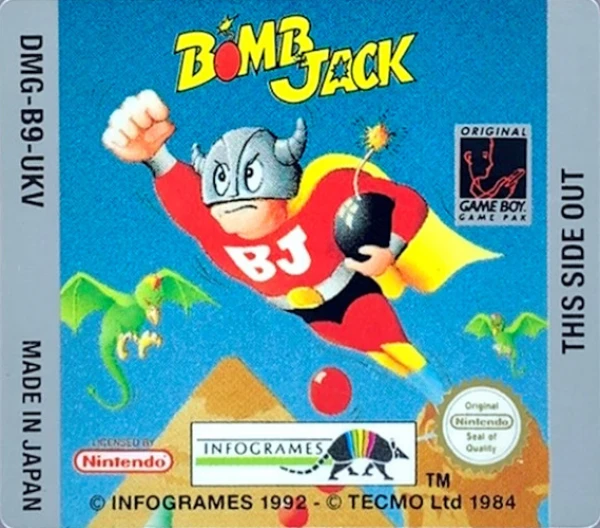 BOMB
JACK
DMG-B9-UKV
MADE IN JAPAN
ORIGINAL
GAME BOY
GAME PAK
THIS SIDE OUT
BJ
LICENSED BY
Nintendo
INFOGRAMES
Original
Nintendo
Seal of
Quality
TM
© INFOGRAMES 1992 - © TECMO Ltd 1984